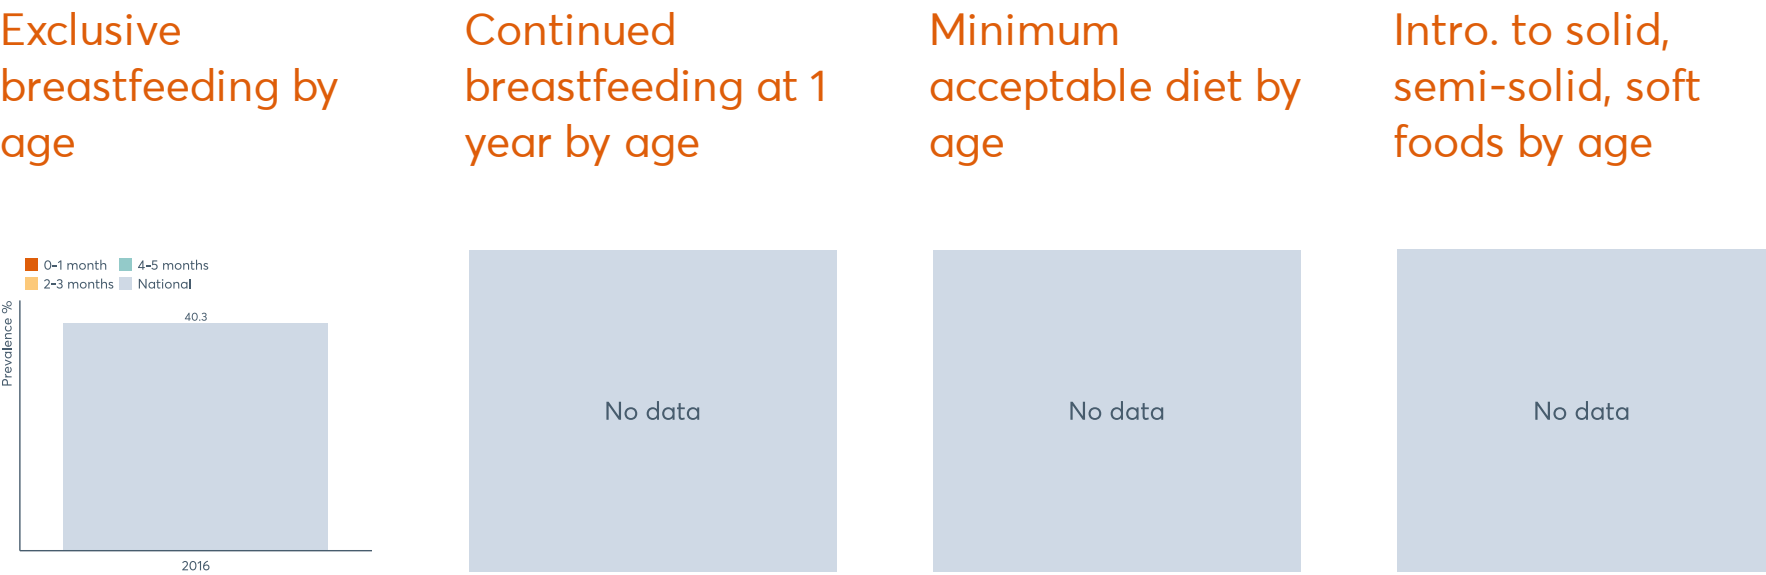 Exclusive
breastfeeding by
age
Continued
breastfeeding at 1
year by age
Minimum
acceptable diet by
age
Intro. to solid,
semi-solid, soft
foods by age
0-1 month
4-5 months
2-3 months
National
Prevalence %
40.3
2016
No data
No data
No data